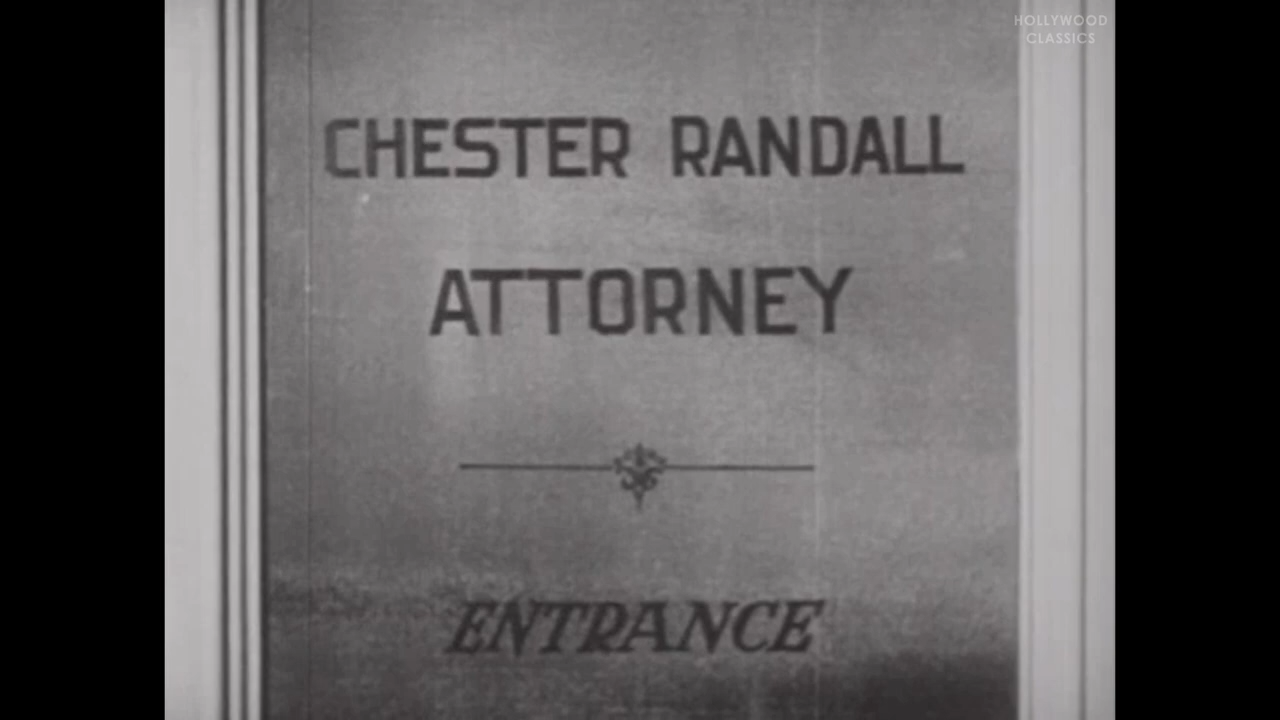 HOLLYWOOD
CLASSICS
CHESTER RANDALL
ATTORNEY
ENTRANCE